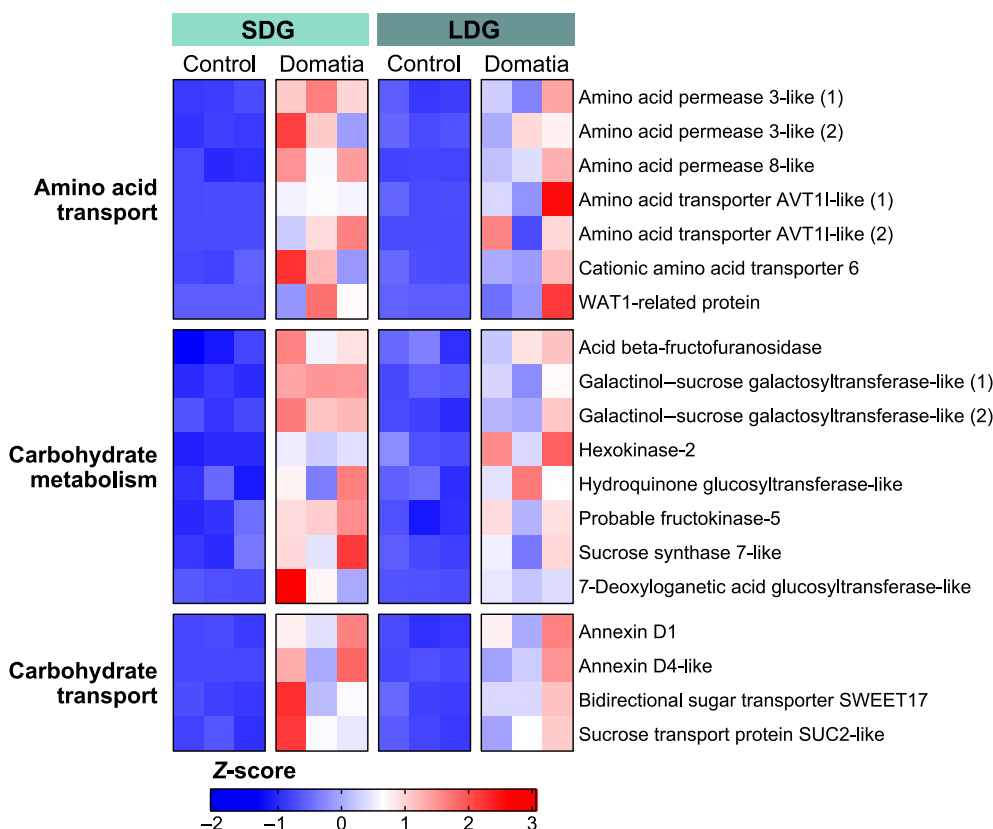 SDG
LDG
Control
Domatia
Control
Domatia
Amino acid
transport
Amino acid permease 3-like (1)
Amino acid permease 3-like (2)
Amino acid permease 8-like
Amino acid transporter AVT1I-like (1)
Amino acid transporter AVT1I-like (2)
Cationic amino acid transporter 6
WAT1-related protein
Carbohydrate
metabolism
Acid beta-fructofuranosidase
Galactinol–sucrose galactosyltransferase-like (1)
Galactinol–sucrose galactosyltransferase-like (2)
Hexokinase-2
Hydroquinone glucosyltransferase-like
Probable fructokinase-5
Sucrose synthase 7-like
7-Deoxyloganetic acid glucosyltransferase-like
Carbohydrate
transport
Annexin D1
Annexin D4-like
Bidirectional sugar transporter SWEET17
Sucrose transport protein SUC2-like
Z-score
–2 –1 0 1 2 3